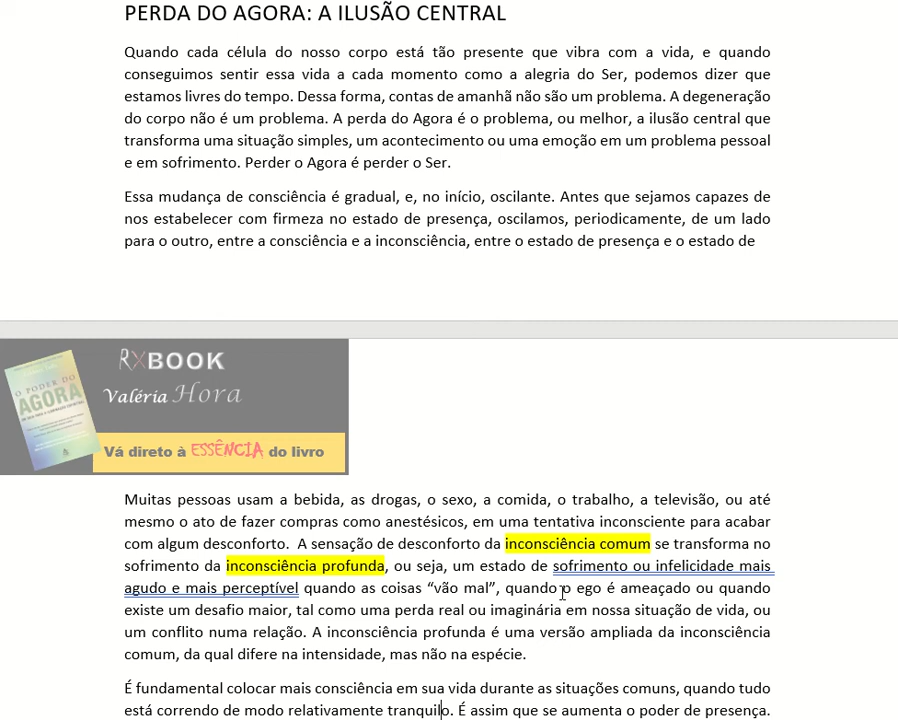 PERDA DO AGORA: A ILUSÃO CENTRAL
Quando cada célula do nosso corpo está tão presente que vibra com a vida, e quando
conseguimos sentir essa vida a cada momento como a alegria do Ser, podemos dizer que
estamos livres do tempo. Dessa forma, contas de amanhã não são um problema. A degeneração
do corpo não é um problema. A perda do Agora é o problema, ou melhor, a ilusão central que
transforma uma situação simples, um acontecimento ou uma emoção em um problema pessoal
e em sofrimento. Perder o Agora é perder o Ser.
Essa mudança de consciência é gradual, e, no início, oscilante. Antes que sejamos capazes de
nos estabelecer com firmeza no estado de presença, oscilamos, periodicamente, de um lado
para o outro, entre a consciência e a inconsciência, entre o estado de presença e o estado de
RXBOOK
Valéria Hora
O PODER DO
AGORA
Vá direto à ESSÊNCIA do livro
Muitas pessoas usam a bebida, as drogas, o sexo, a comida, o trabalho, a televisão, ou até
mesmo o ato de fazer compras como anestésicos, em uma tentativa inconsciente para acabar
com algum desconforto.  A sensação de desconforto da inconsciência comum se transforma no
sofrimento da inconsciência profunda, ou seja, um estado de sofrimento ou infelicidade mais
agudo e mais perceptível quando as coisas “vão mal”, quando o ego é ameaçado ou quando
existe um desafio maior, tal como uma perda real ou imaginária em nossa situação de vida, ou
um conflito numa relação. A inconsciência profunda é uma versão ampliada da inconsciência
comum, da qual difere na intensidade, mas não na espécie.
É fundamental colocar mais consciência em sua vida durante as situações comuns, quando tudo
está correndo de modo relativamente tranquilo. É assim que se aumenta o poder de presença.